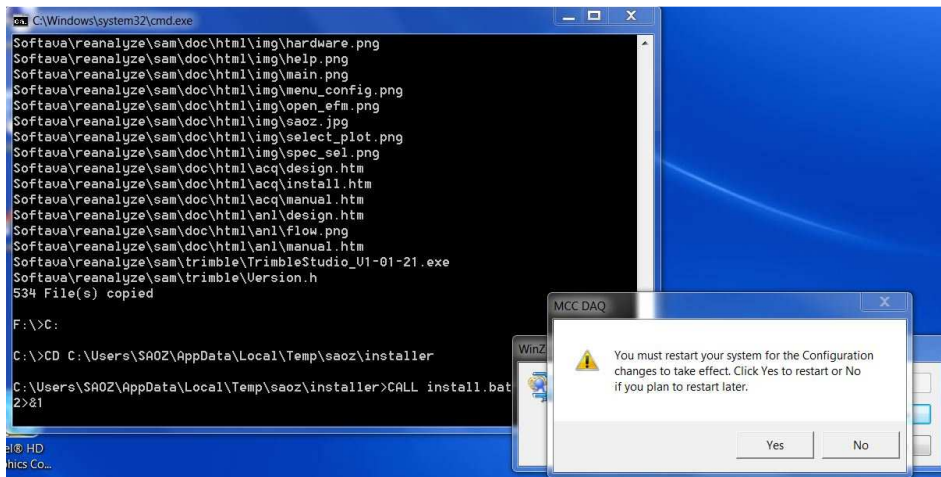 C:\Windows\system32\cmd.exe
Softava\reanalyze\sam\doc\html\img\hardware.png
Softava\reanalyze\sam\doc\html\img\help.png
Softava\reanalyze\sam\doc\html\img\main.png
Softava\reanalyze\sam\doc\html\img\menu_config.png
Softava\reanalyze\sam\doc\html\img\open_efm.png
Softava\reanalyze\sam\doc\html\img\saoz.jpg
Softava\reanalyze\sam\doc\html\img\select_plot.png
Softava\reanalyze\sam\doc\html\img\spec_sel.png
Softava\reanalyze\sam\doc\html\acq\design.htm
Softava\reanalyze\sam\doc\html\acq\install.htm
Softava\reanalyze\sam\doc\html\acq\manual.htm
Softava\reanalyze\sam\doc\html\anl\design.htm
Softava\reanalyze\sam\doc\html\anl\flow.png
Softava\reanalyze\sam\doc\html\anl\manual.htm
Softava\reanalyze\sam\trimble\TrimbleStudio_V1-01-21.exe
Softava\reanalyze\sam\trimble\Version.h
534 File(s) copied
F:\>C:
C:\>CD C:\Users\SAOZ\AppData\Local\Temp\saoz\installer
C:\Users\SAOZ\AppData\Local\Temp\saoz\installer>CALL install.bat
2>&1
MCC DAQ
You must restart your system for the Configuration
changes to take effect. Click Yes to restart or No
if you plan to restart later.
Yes
No
WinZ
el® HD
phics Co...